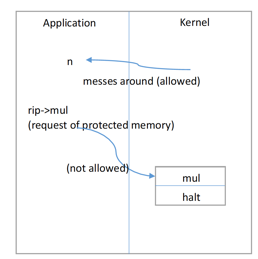 Application
Kernel
n
messes around (allowed)
rip->mul
(request of protected memory)
(not allowed)
mul
halt